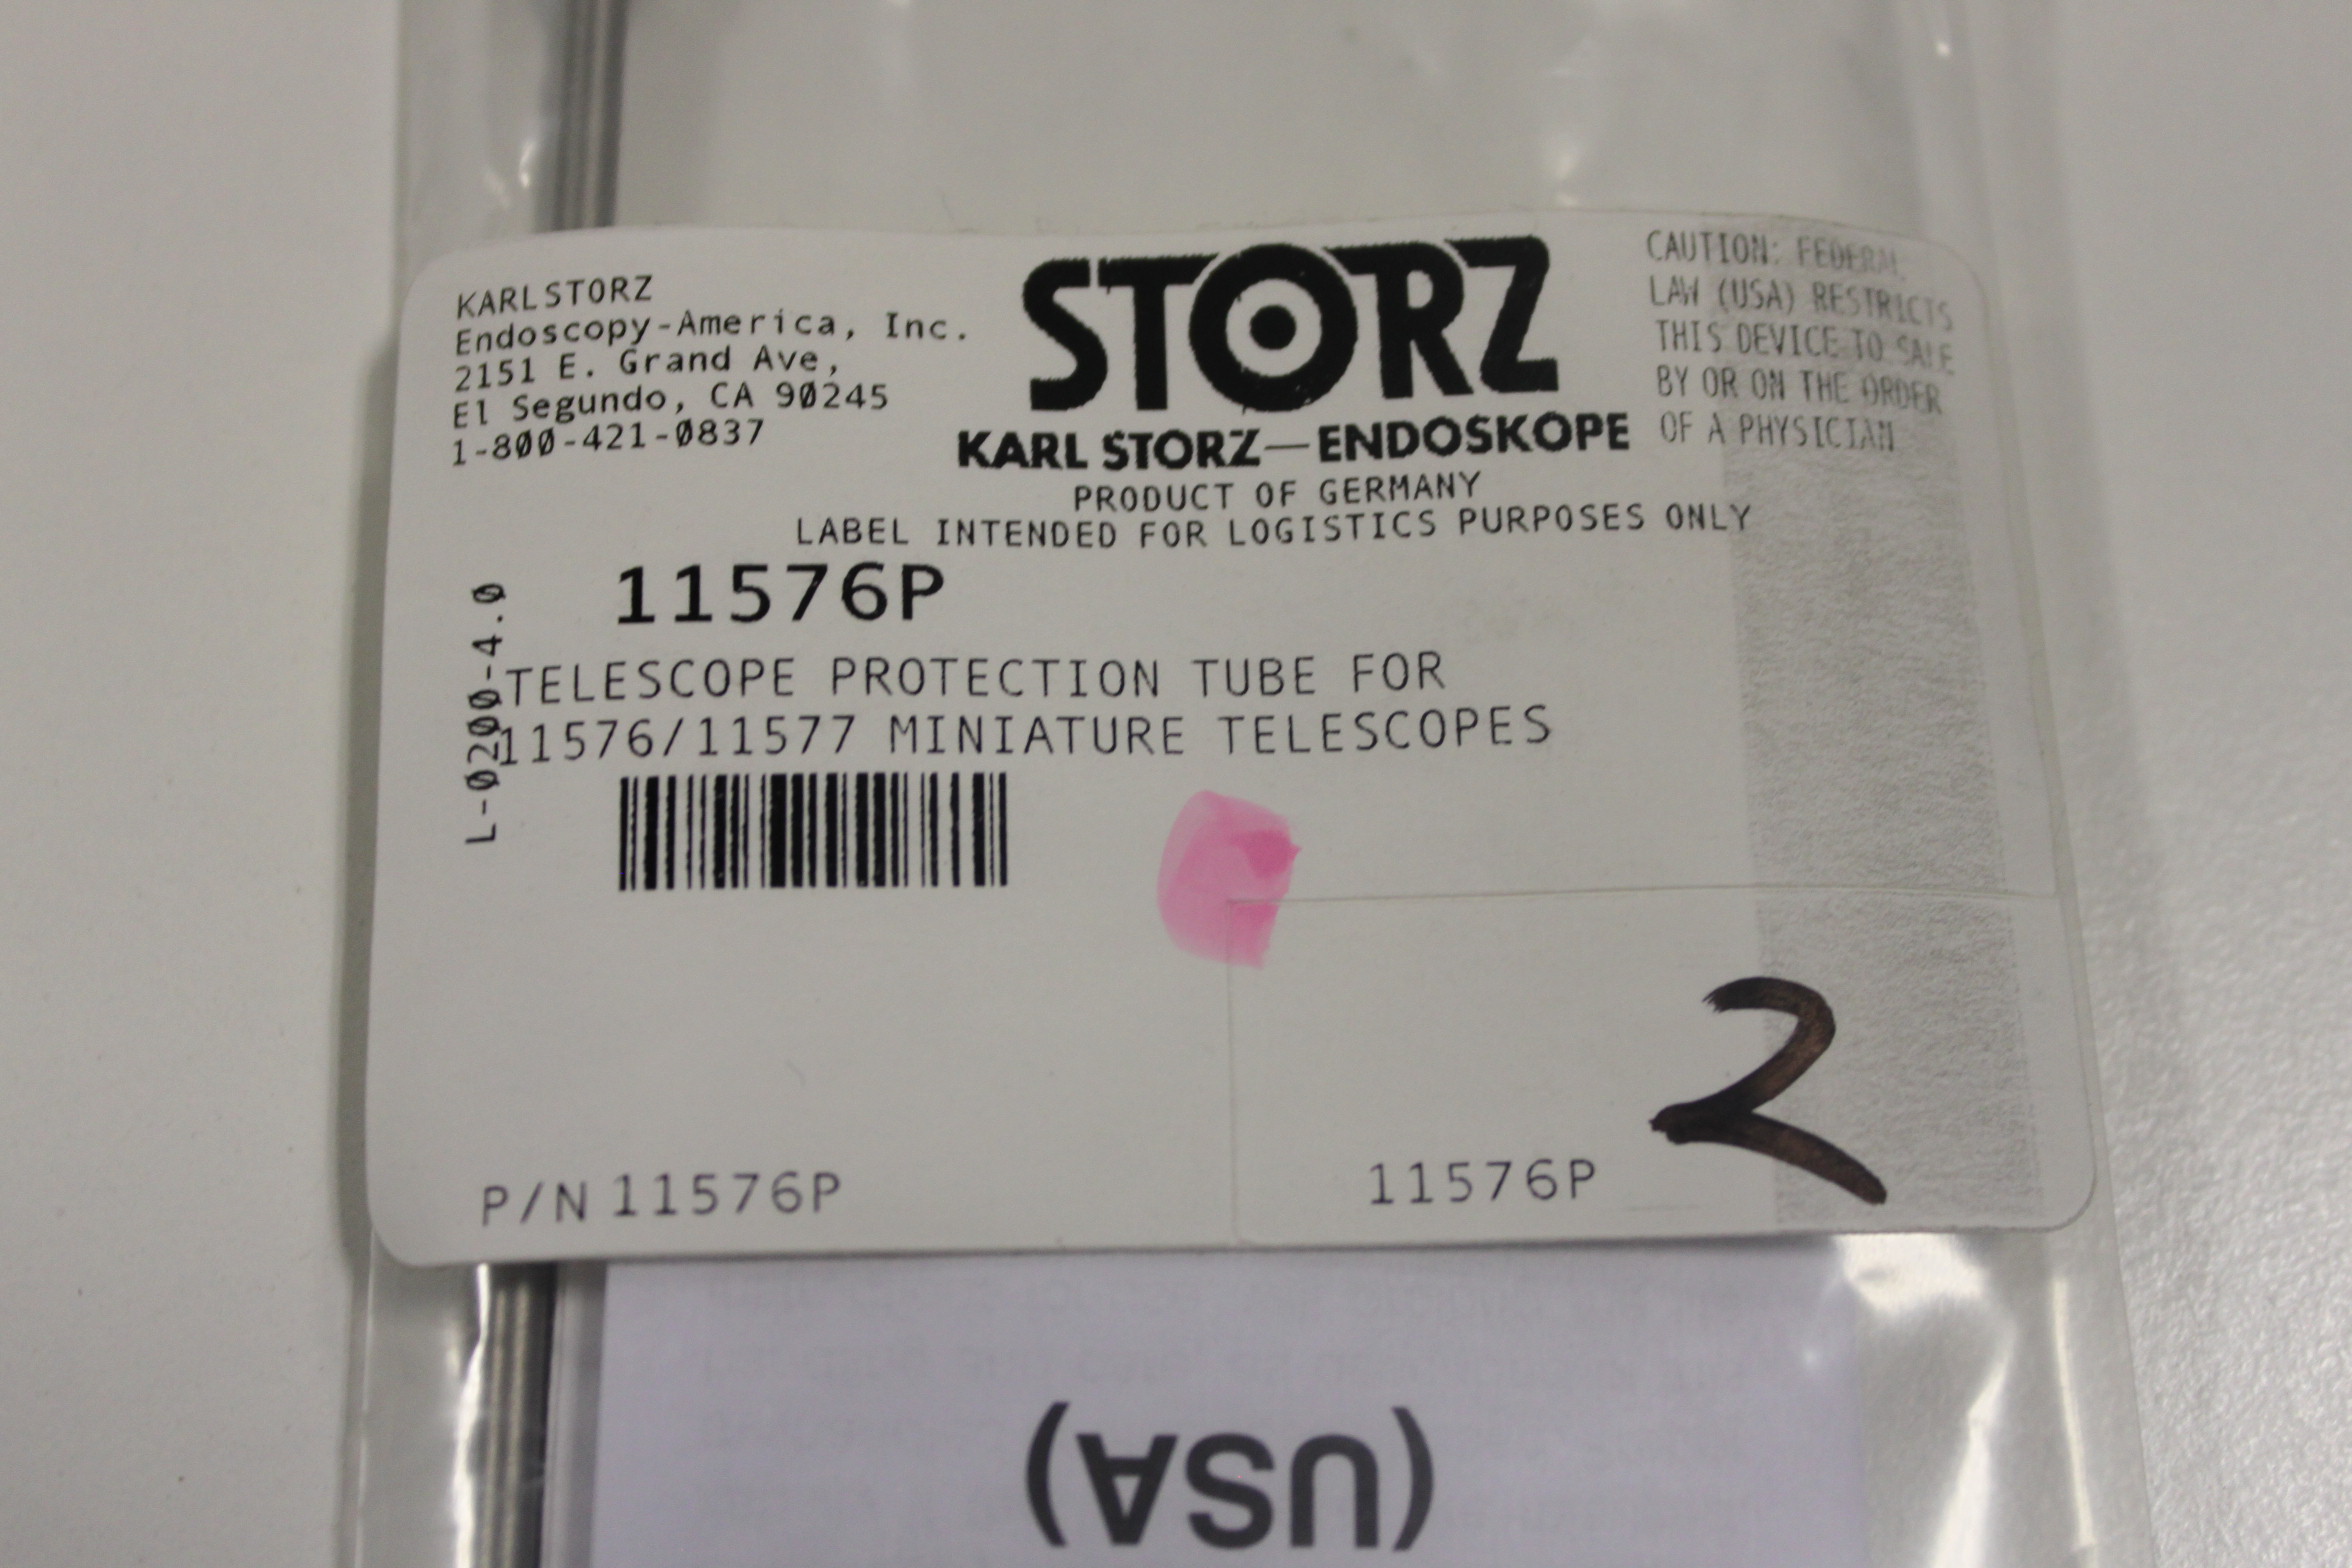 KARL STORZ
Endoscopy-America, Inc.
2151 E. Grand Ave,
El Segundo, CA 90245
1-800-421-0837
STORZ
KARL STORZ—ENDOSKOPE
PRODUCT OF GERMANY
LABEL INTENDED FOR LOGISTICS PURPOSES ONLY
CAUTION: FEDERAL
LAW (USA) RESTRICTS
THIS DEVICE TO SALE
BY OR ON THE ORDER
OF A PHYSICIAN
L-0200-4.0
11576P
TELESCOPE PROTECTION TUBE FOR
11576/11577 MINIATURE TELESCOPES
2
P/N 11576P
11576P
(USA)